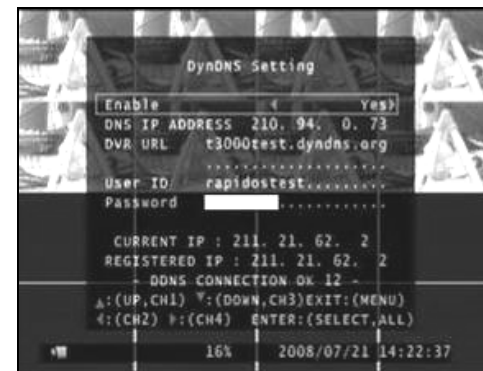 DynDNS Setting
Enable ◀ Yes▶
DNS IP ADDRESS 210. 94. 0. 73
DVR URL t3000test.dyndns.org
....................
User ID rapidostest.........
Password ............
CURRENT IP : 211. 21. 62. 2
REGISTERED IP : 211. 21. 62. 2
- DDNS CONNECTION OK 12 -
▲:(UP,CH1) ▼:(DOWN,CH3)EXIT:(MENU)
◀:(CH2) ▶:(CH4) ENTER:(SELECT,ALL)
16% 2008/07/21 14:22:37